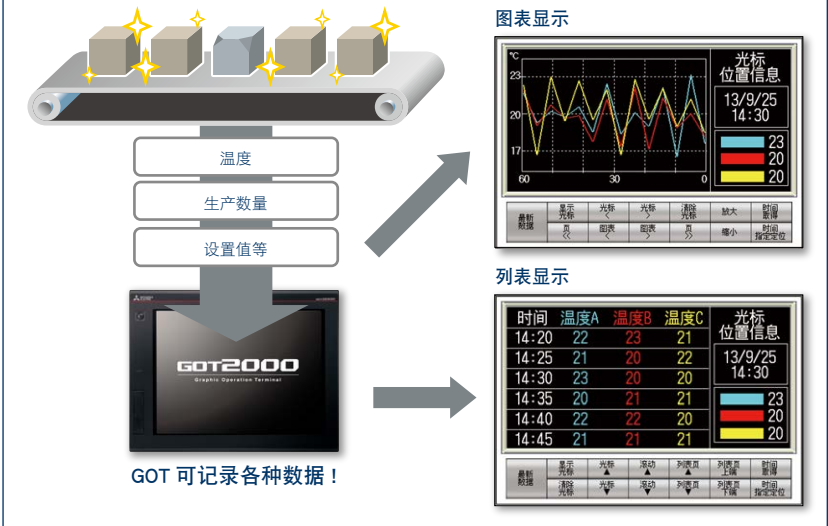 图表显示
℃
23
20
17
60
30
0
光标
位置信息
13/9/25
14:30
23
20
20
最新
数据
显示
光标
光标
<
光标
>
清除
光标
放大
时间
取得
页
<<
图表
<
图表
>
页
>>
缩小
时间
指定定位
温度
生产数量
设置值等
GOT2000
Graphic Operation Terminal
GOT 可记录各种数据！
列表显示
时间 温度A 温度B 温度C
14:20 22 23 21
14:25 21 20 22
14:30 23 20 20
14:35 20 21 21
14:40 22 22 20
14:45 21 21 21
光标
位置信息
13/9/25
14:30
23
20
20
最新
数据
显示
光标
光标
▲
滚动
▲
列表页
▲
列表页
上端
时间
取得
清除
光标
光标
▼
滚动
▼
列表页
▼
列表页
下端
时间
指定定位